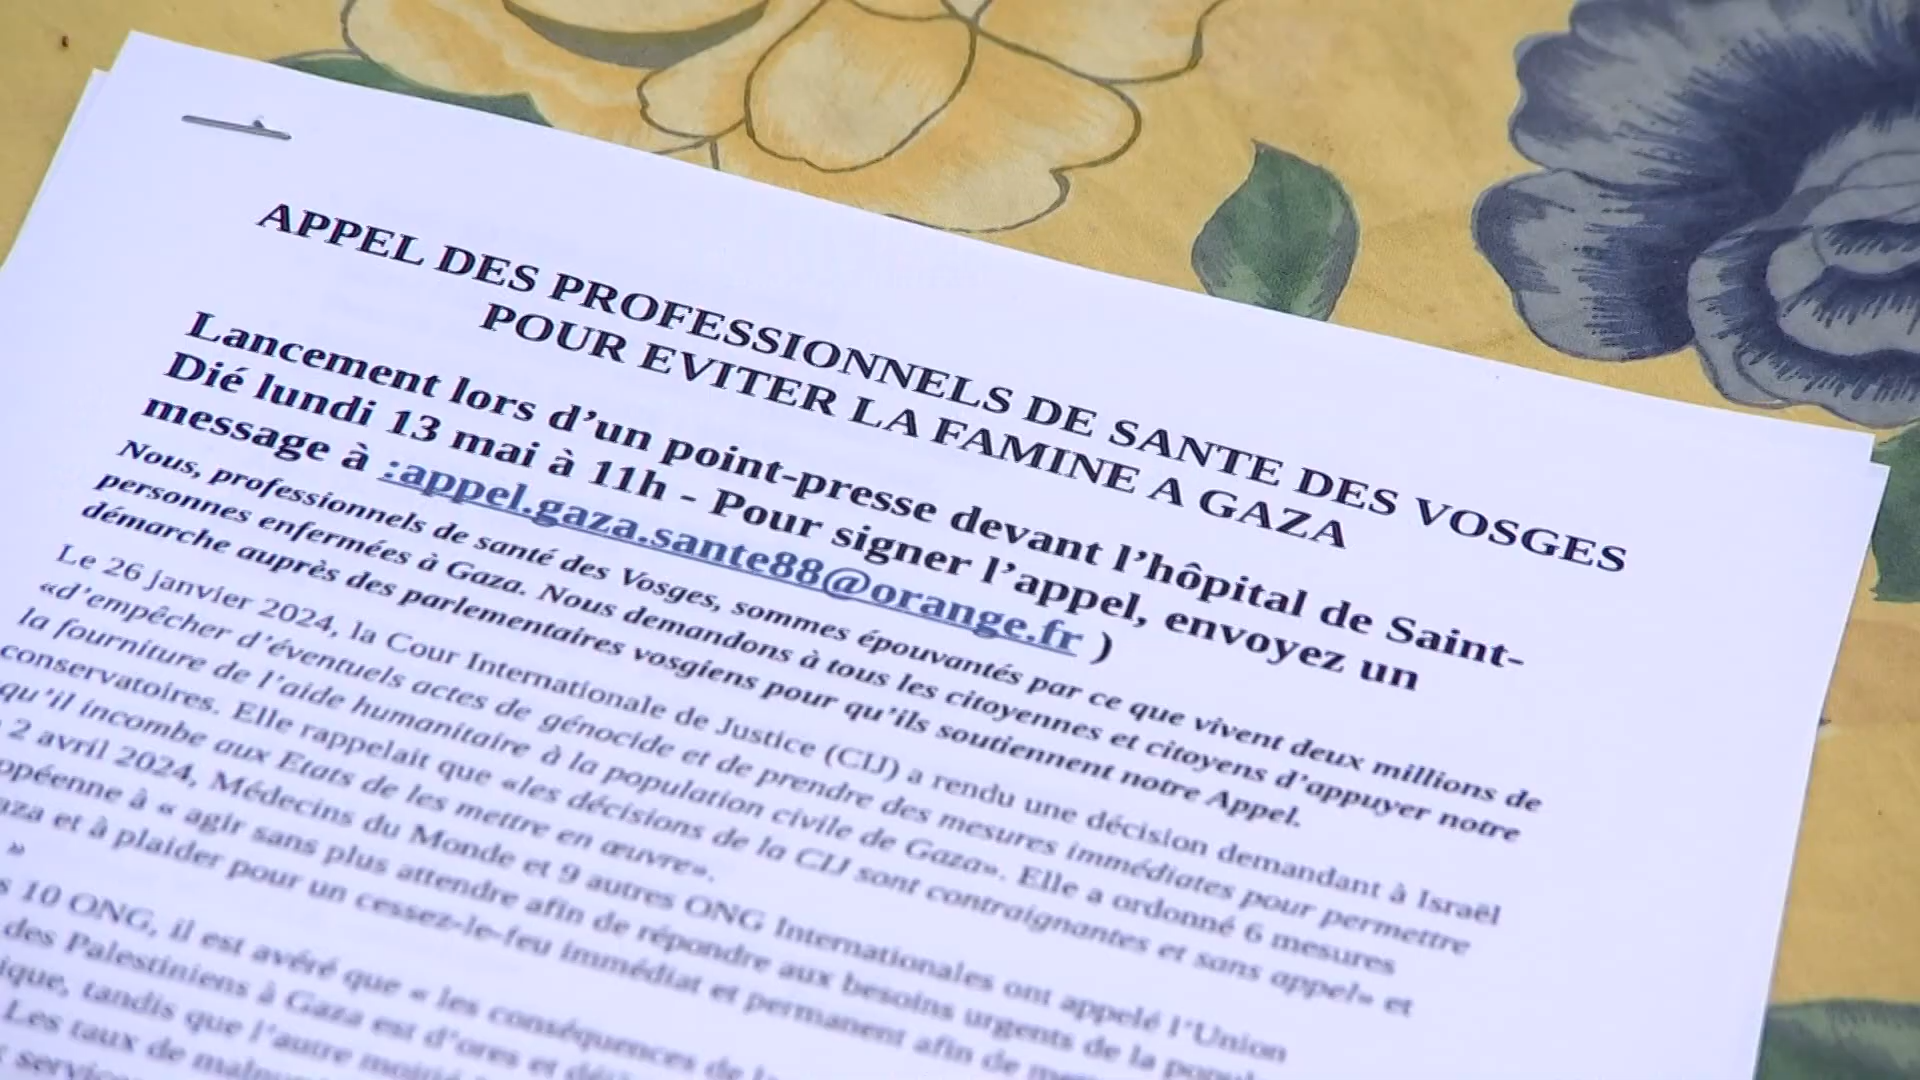 APPEL DES PROFESSIONNELS DE SANTE DES VOSGES
POUR EVITER LA FAMINE A GAZA
Lancement lors d’un point-presse devant l’hôpital de Saint-
Dié lundi 13 mai à 11h - Pour signer l’appel, envoyez un
message à :appel.gaza.sante88@orange.fr )
Nous, professionnels de santé des Vosges, sommes épouvantés par ce que vivent deux millions de
personnes enfermées à Gaza. Nous demandons à tous les citoyennes et citoyens d’appuyer notre
démarche auprès des parlementaires vosgiens pour qu’ils soutiennent notre Appel.
Le 26 janvier 2024, la Cour Internationale de Justice (CIJ) a rendu une décision demandant à Israël
«d’empêcher d’éventuels actes de génocide et de prendre des mesures immédiates pour permettre
la fourniture de l’aide humanitaire à la population civile de Gaza». Elle a ordonné 6 mesures
conservatoires. Elle rappelait que «les décisions de la CIJ sont contraignantes et sans appel» et
qu’il incombe aux Etats de les mettre en œuvre».
2 avril 2024, Médecins du Monde et 9 autres ONG Internationales ont appelé l’Union
opéenne à « agir sans plus attendre afin de répondre aux besoins urgents de la
aza et à plaider pour un cessez-le-feu immédiat et permanent afin de
»
s 10 ONG, il est avéré que « les conséquences de
des Palestiniens à Gaza est d’ores et
ique, tandis que l’autre
Les taux de